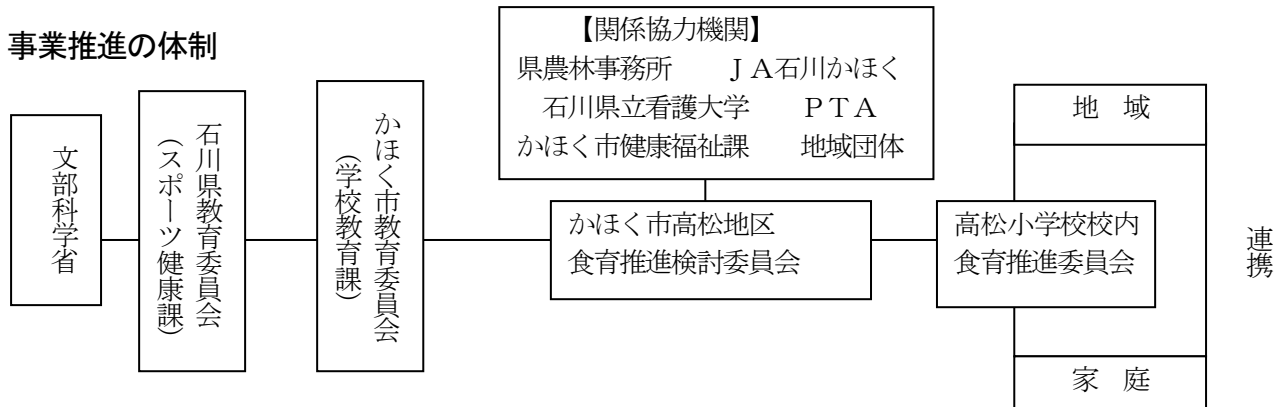 事業推進の体制
【関係協力機関】
県農林事務所　　ＪＡ石川かほく
石川県立看護大学　　ＰＴＡ
かほく市健康福祉課　　地域団体
文部科学省
石川県教育委員会
（スポーツ健康課）
かほく市教育委員会
（学校教育課）
かほく市高松地区
食育推進検討委員会
地　域
高松小学校校内
食育推進委員会
家　庭
連携